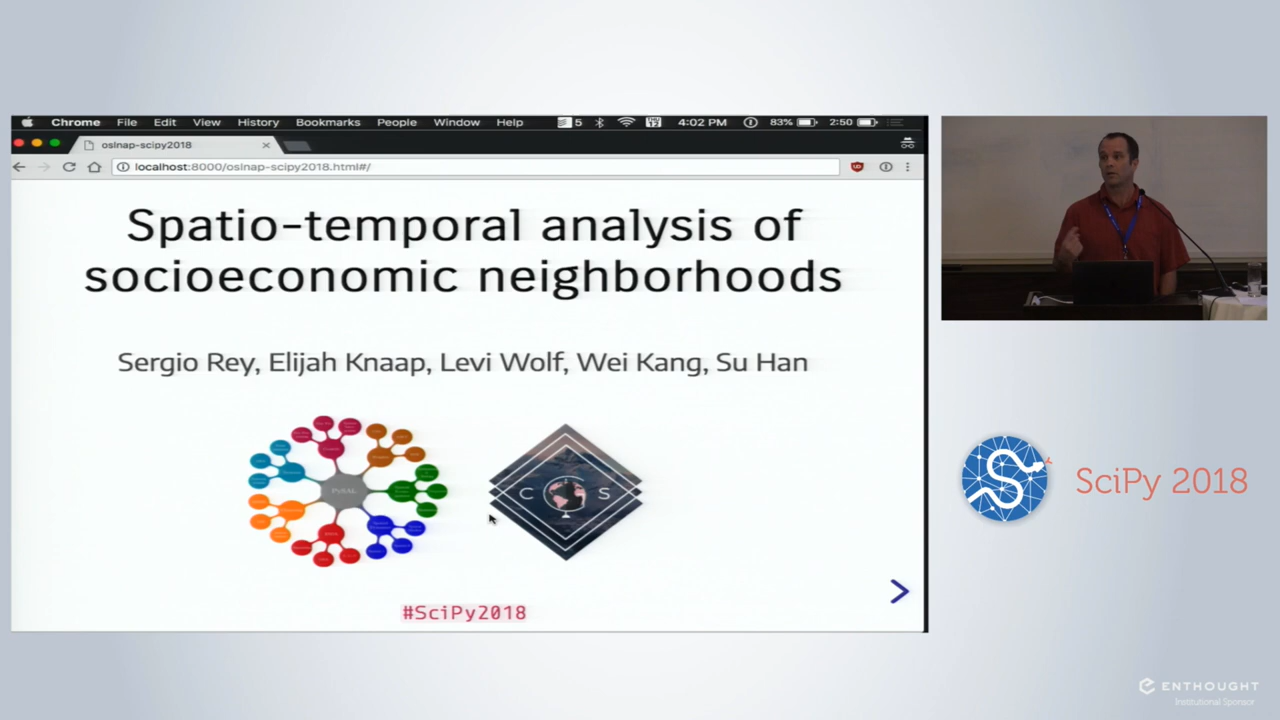 Chrome File Edit View History Bookmarks People Window Help 5 4:02 PM 83% 2:50
oslnap-scipy2018
localhost:8000/oslnap-scipy2018.html#/
Spatio-temporal analysis of
socioeconomic neighborhoods
Sergio Rey, Elijah Knaap, Levi Wolf, Wei Kang, Su Han
PySAL
C G S
#SciPy2018
SciPy 2018
ENTHOUGHT
Institutional Sponsor